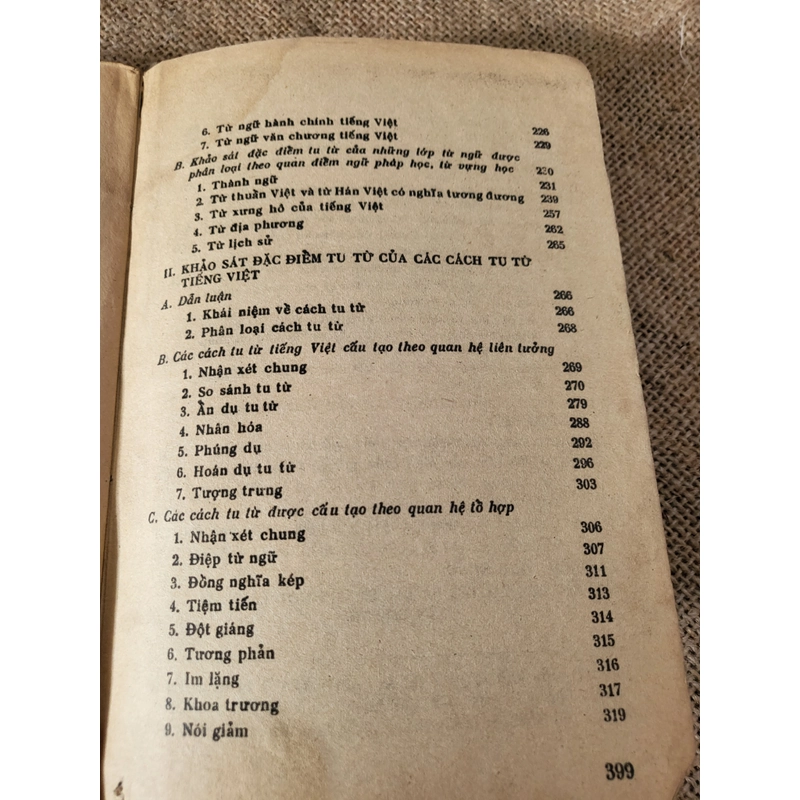 6. Từ ngữ hành chính tiếng Việt 226
7. Từ ngữ văn chương tiếng Việt 229
B. Khảo sát đặc điểm tu từ của những lớp từ ngữ được
phân loại theo quan điểm ngữ pháp học, từ vựng học 230
1. Thành ngữ 231
2. Từ thuần Việt và từ Hán Việt có nghĩa tương đương 239
3. Từ xưng hô của tiếng Việt 257
4. Từ địa phương 262
5. Từ lịch sử 265
II. KHẢO SÁT ĐẶC ĐIỂM TU TỪ CỦA CÁC CÁCH TU TỪ
TIẾNG VIỆT
A. Dẫn luận 266
1. Khái niệm về cách tu từ 266
2. Phân loại cách tu từ 268
B. Các cách tu từ tiếng Việt cấu tạo theo quan hệ liên tưởng
1. Nhận xét chung 269
2. So sánh tu từ 270
3. Ẩn dụ tu từ 279
4. Nhân hóa 288
5. Phúng dụ 292
6. Hoán dụ tu từ 296
7. Tượng trưng 303
C. Các cách tu từ được cấu tạo theo quan hệ tổ hợp
1. Nhận xét chung 306
2. Điệp từ ngữ 307
3. Đồng nghĩa kép 311
4. Tiệm tiến 313
5. Đột giáng 314
6. Tương phản 315
7. Im lặng 316
8. Khoa trương 317
9. Nói giảm 319
399